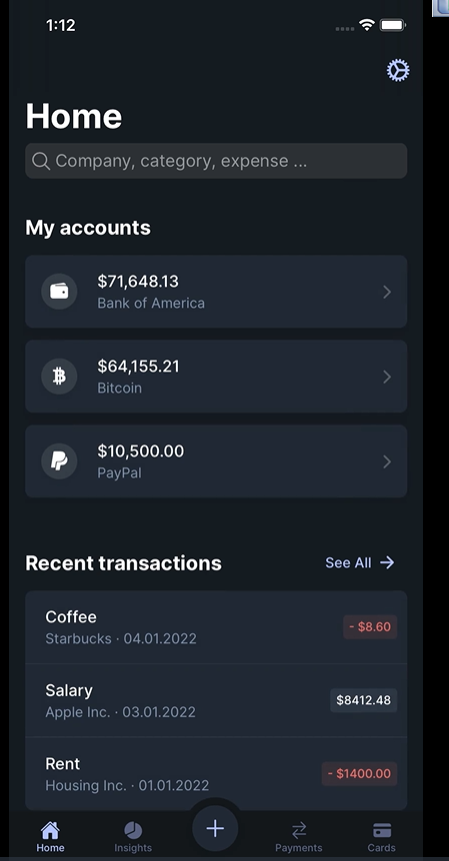 1:12
Home
Company, category, expense ...
My accounts
$71,648.13
Bank of America
$64,155.21
Bitcoin
$10,500.00
PayPal
Recent transactions
See All
Coffee
Starbucks · 04.01.2022
- $8.60
Salary
Apple Inc. · 03.01.2022
$8412.48
Rent
Housing Inc. · 01.01.2022
- $1400.00
Home
Insights
Payments
Cards